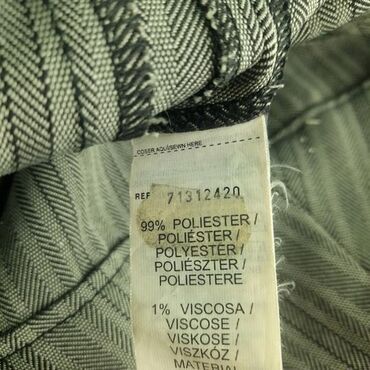 COSER AQUI/SEWN HERE
REF 71312420
99% POLIESTER /
POLIÉSTER /
POLYESTER /
POLIÉSZTER /
POLIESTERE
1% VISCOSA /
VISCOSE /
VISKOSE /
VISZKÓZ /
MATERIAL